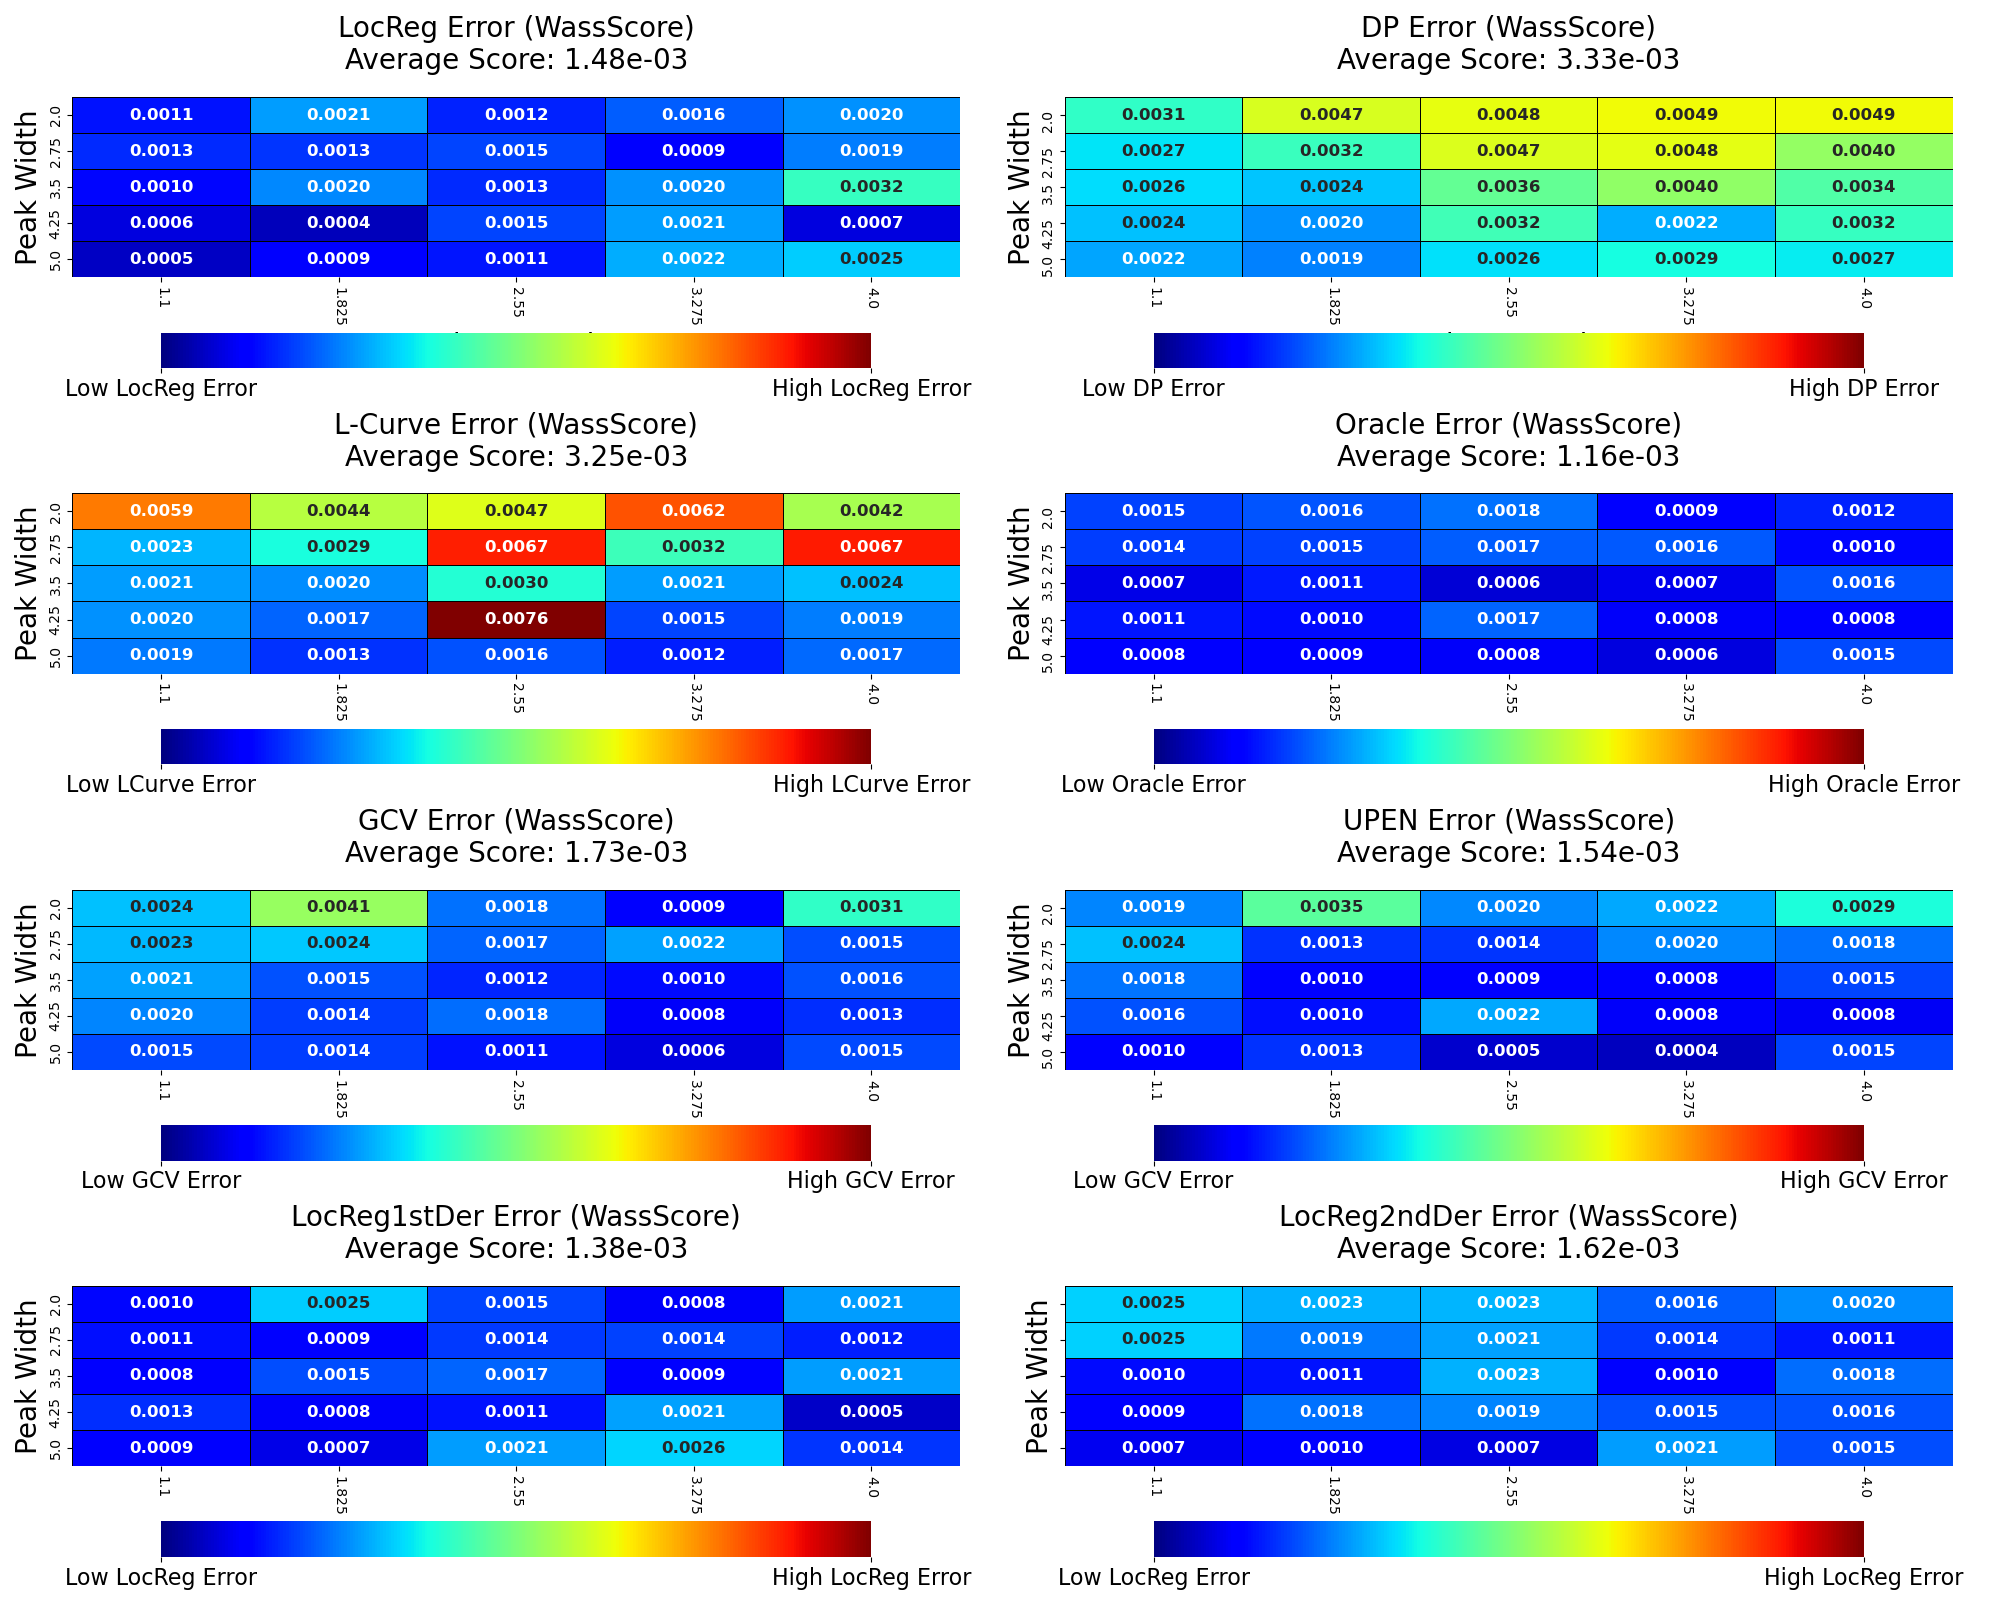 LocReg Error (WassScore)
Average Score: 1.48e-03
Peak Width
2.0 0.0011 0.0021 0.0012 0.0016 0.0020
2.75 0.0013 0.0013 0.0015 0.0009 0.0019
3.5 0.0010 0.0020 0.0013 0.0020 0.0032
4.25 0.0006 0.0004 0.0015 0.0021 0.0007
5.0 0.0005 0.0009 0.0011 0.0022 0.0025
1.1 1.825 2.55 3.275 4.0
Low LocReg Error High LocReg Error
DP Error (WassScore)
Average Score: 3.33e-03
Peak Width
2.0 0.0031 0.0047 0.0048 0.0049 0.0049
2.75 0.0027 0.0032 0.0047 0.0048 0.0040
3.5 0.0026 0.0024 0.0036 0.0040 0.0034
4.25 0.0024 0.0020 0.0032 0.0022 0.0032
5.0 0.0022 0.0019 0.0026 0.0029 0.0027
1.1 1.825 2.55 3.275 4.0
Low DP Error High DP Error
L-Curve Error (WassScore)
Average Score: 3.25e-03
Peak Width
2.0 0.0059 0.0044 0.0047 0.0062 0.0042
2.75 0.0023 0.0029 0.0067 0.0032 0.0067
3.5 0.0021 0.0020 0.0030 0.0021 0.0024
4.25 0.0020 0.0017 0.0076 0.0015 0.0019
5.0 0.0019 0.0013 0.0016 0.0012 0.0017
1.1 1.825 2.55 3.275 4.0
Low LCurve Error High LCurve Error
Oracle Error (WassScore)
Average Score: 1.16e-03
Peak Width
2.0 0.0015 0.0016 0.0018 0.0009 0.0012
2.75 0.0014 0.0015 0.0017 0.0016 0.0010
3.5 0.0007 0.0011 0.0006 0.0007 0.0016
4.25 0.0011 0.0010 0.0017 0.0008 0.0008
5.0 0.0008 0.0009 0.0008 0.0006 0.0015
1.1 1.825 2.55 3.275 4.0
Low Oracle Error High Oracle Error
GCV Error (WassScore)
Average Score: 1.73e-03
Peak Width
2.0 0.0024 0.0041 0.0018 0.0009 0.0031
2.75 0.0023 0.0024 0.0017 0.0022 0.0015
3.5 0.0021 0.0015 0.0012 0.0010 0.0016
4.25 0.0020 0.0014 0.0018 0.0008 0.0013
5.0 0.0015 0.0014 0.0011 0.0006 0.0015
1.1 1.825 2.55 3.275 4.0
Low GCV Error High GCV Error
UPEN Error (WassScore)
Average Score: 1.54e-03
Peak Width
2.0 0.0019 0.0035 0.0020 0.0022 0.0029
2.75 0.0024 0.0013 0.0014 0.0020 0.0018
3.5 0.0018 0.0010 0.0009 0.0008 0.0015
4.25 0.0016 0.0010 0.0022 0.0008 0.0008
5.0 0.0010 0.0013 0.0005 0.0004 0.0015
1.1 1.825 2.55 3.275 4.0
Low GCV Error High GCV Error
LocReg1stDer Error (WassScore)
Average Score: 1.38e-03
Peak Width
2.0 0.0010 0.0025 0.0015 0.0008 0.0021
2.75 0.0011 0.0009 0.0014 0.0014 0.0012
3.5 0.0008 0.0015 0.0017 0.0009 0.0021
4.25 0.0013 0.0008 0.0011 0.0021 0.0005
5.0 0.0009 0.0007 0.0021 0.0026 0.0014
1.1 1.825 2.55 3.275 4.0
Low LocReg Error High LocReg Error
LocReg2ndDer Error (WassScore)
Average Score: 1.62e-03
Peak Width
0.0025 0.0023 0.0023 0.0016 0.0020
0.0025 0.0019 0.0021 0.0014 0.0011
0.0010 0.0011 0.0023 0.0010 0.0018
0.0009 0.0018 0.0019 0.0015 0.0016
0.0007 0.0010 0.0007 0.0021 0.0015
1.1 1.825 2.55 3.275 4.0
Low LocReg Error High LocReg Error